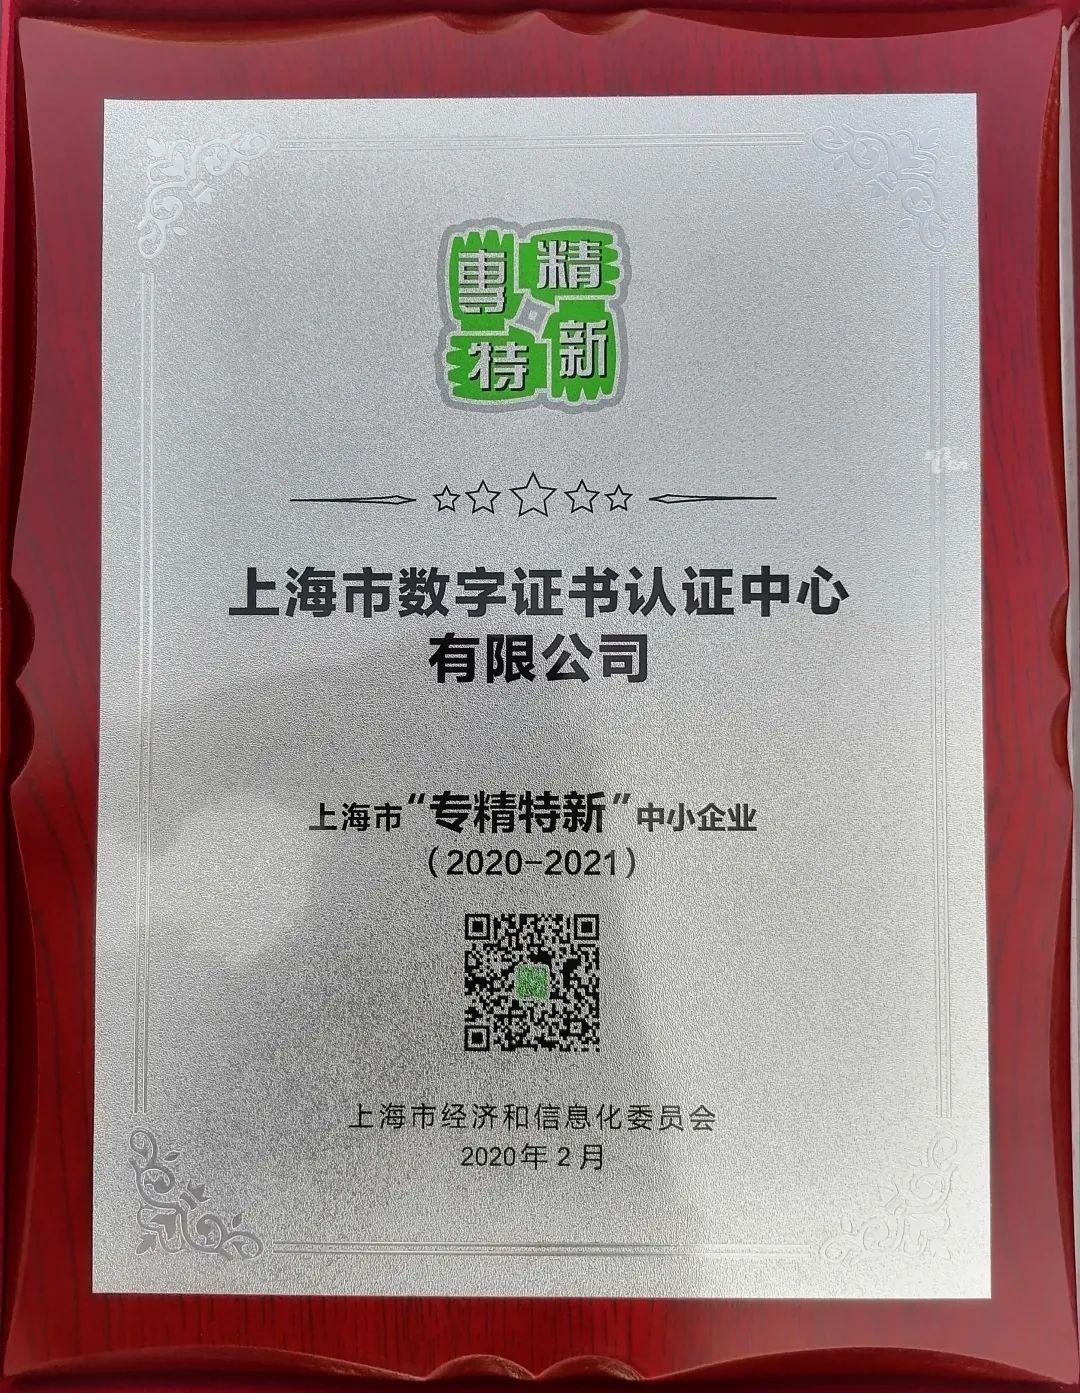 專精
特新
上海市数字证书认证中心
有限公司
上海市“专精特新”中小企业
（2020-2021）
上海市经济和信息化委员会
2020年2月